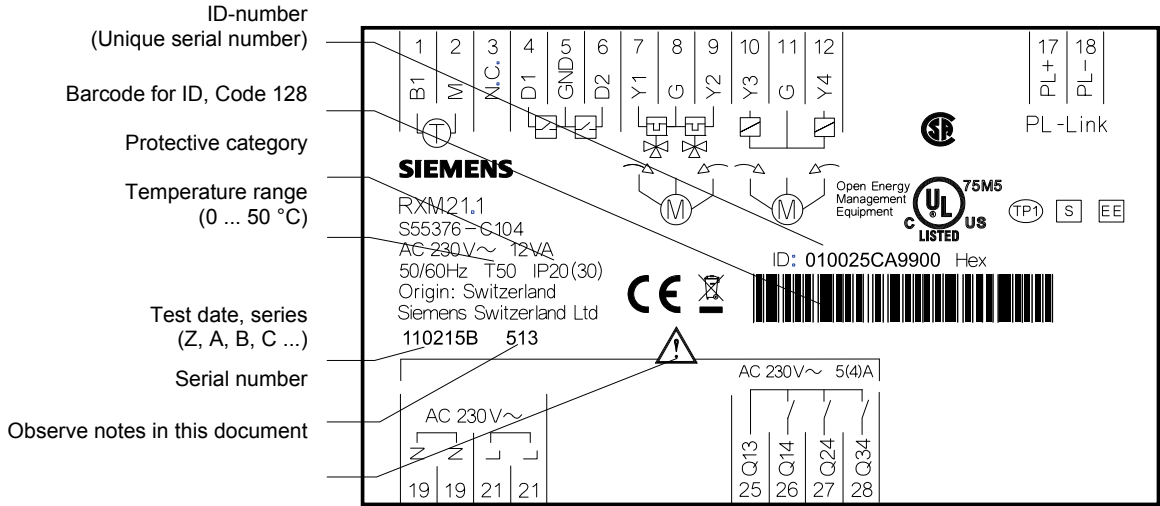 ID-number
(Unique serial number)
Barcode for ID, Code 128
Protective category
Temperature range
(0 ... 50 °C)
Test date, series
(Z, A, B, C ...)
Serial number
Observe notes in this document
1 2 3 4 5 6 7 8 9 10 11 12
B1 M N.C. D1 GND D2 Y1 G Y2 Y3 G Y4
17 18
PL+ PL-
PL-Link
T
SIEMENS
M M
RXM21.1
S55376-C104
AC 230V~ 12VA
50/60Hz T50 IP20(30)
Origin: Switzerland
Siemens Switzerland Ltd
110215B 513
CE
SA
Open Energy
Management
Equipment
UL
®
75M5
C US
LISTED
TP1 S EE
ID: 010025CA9900 Hex
!
AC 230V~
N N L L
19 19 21 21
AC 230V~ 5(4)A
Q13 Q14 Q24 Q34
25 26 27 28